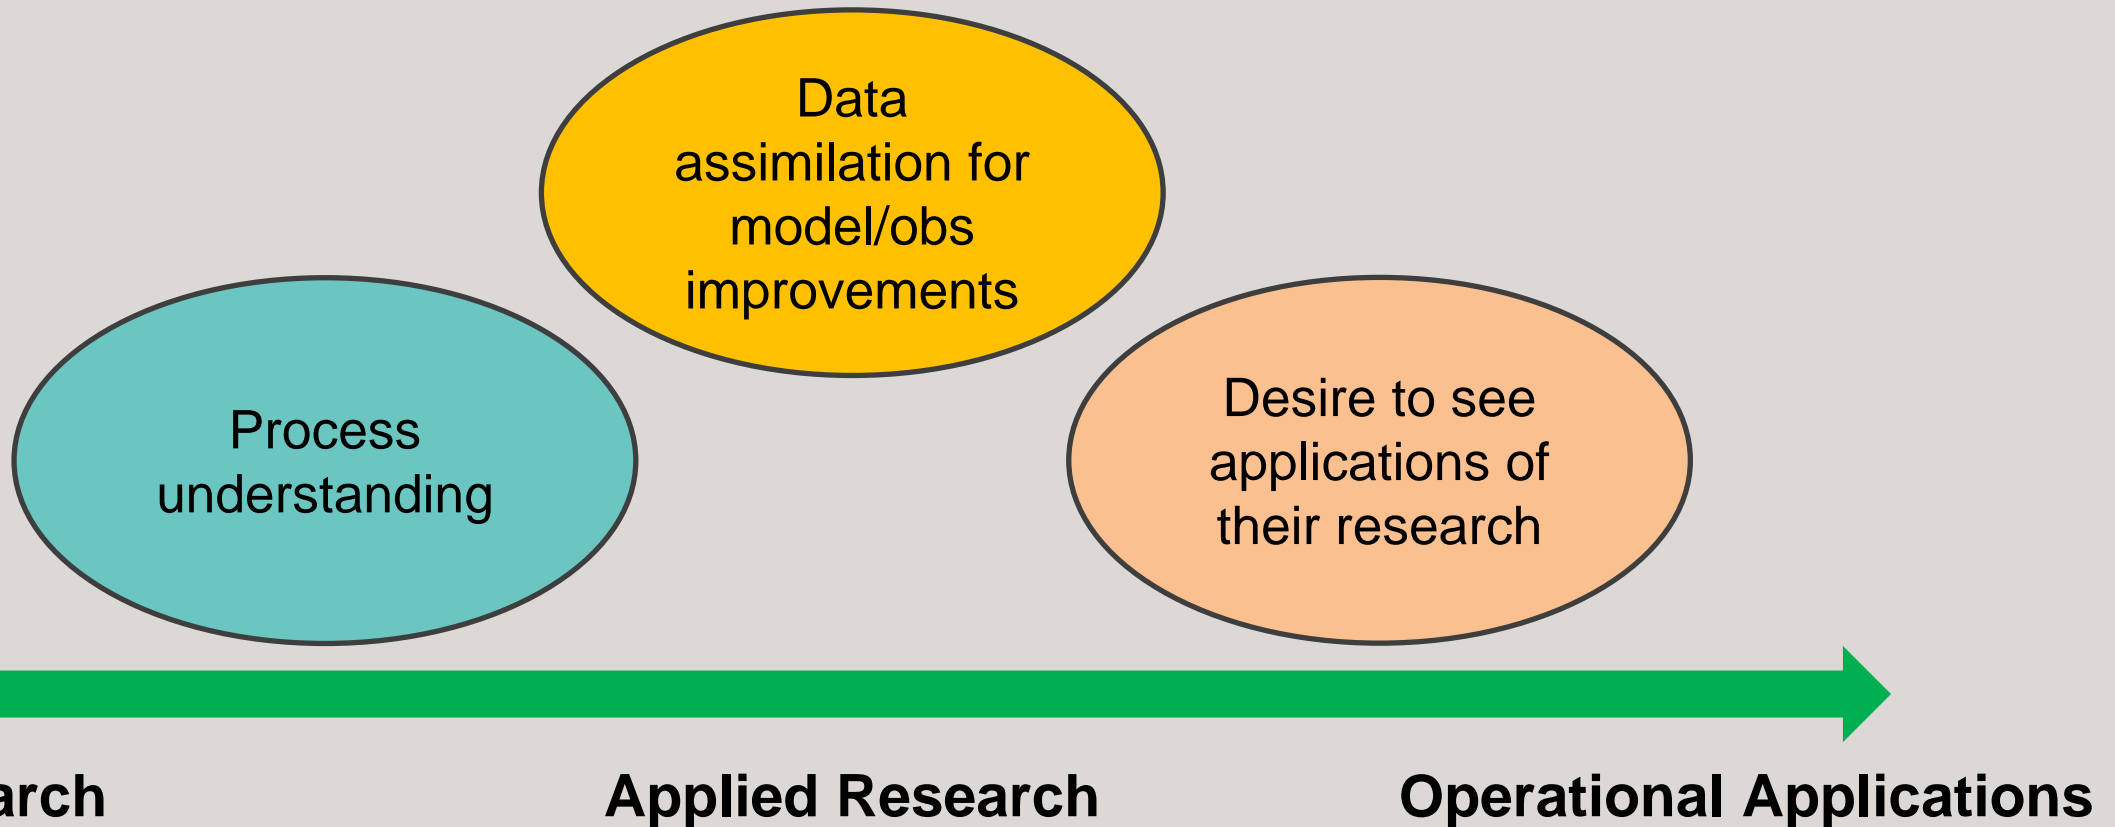 Data
assimilation for
model/obs
improvements
Process
understanding
Desire to see
applications of
their research
arch
Applied Research
Operational Applications